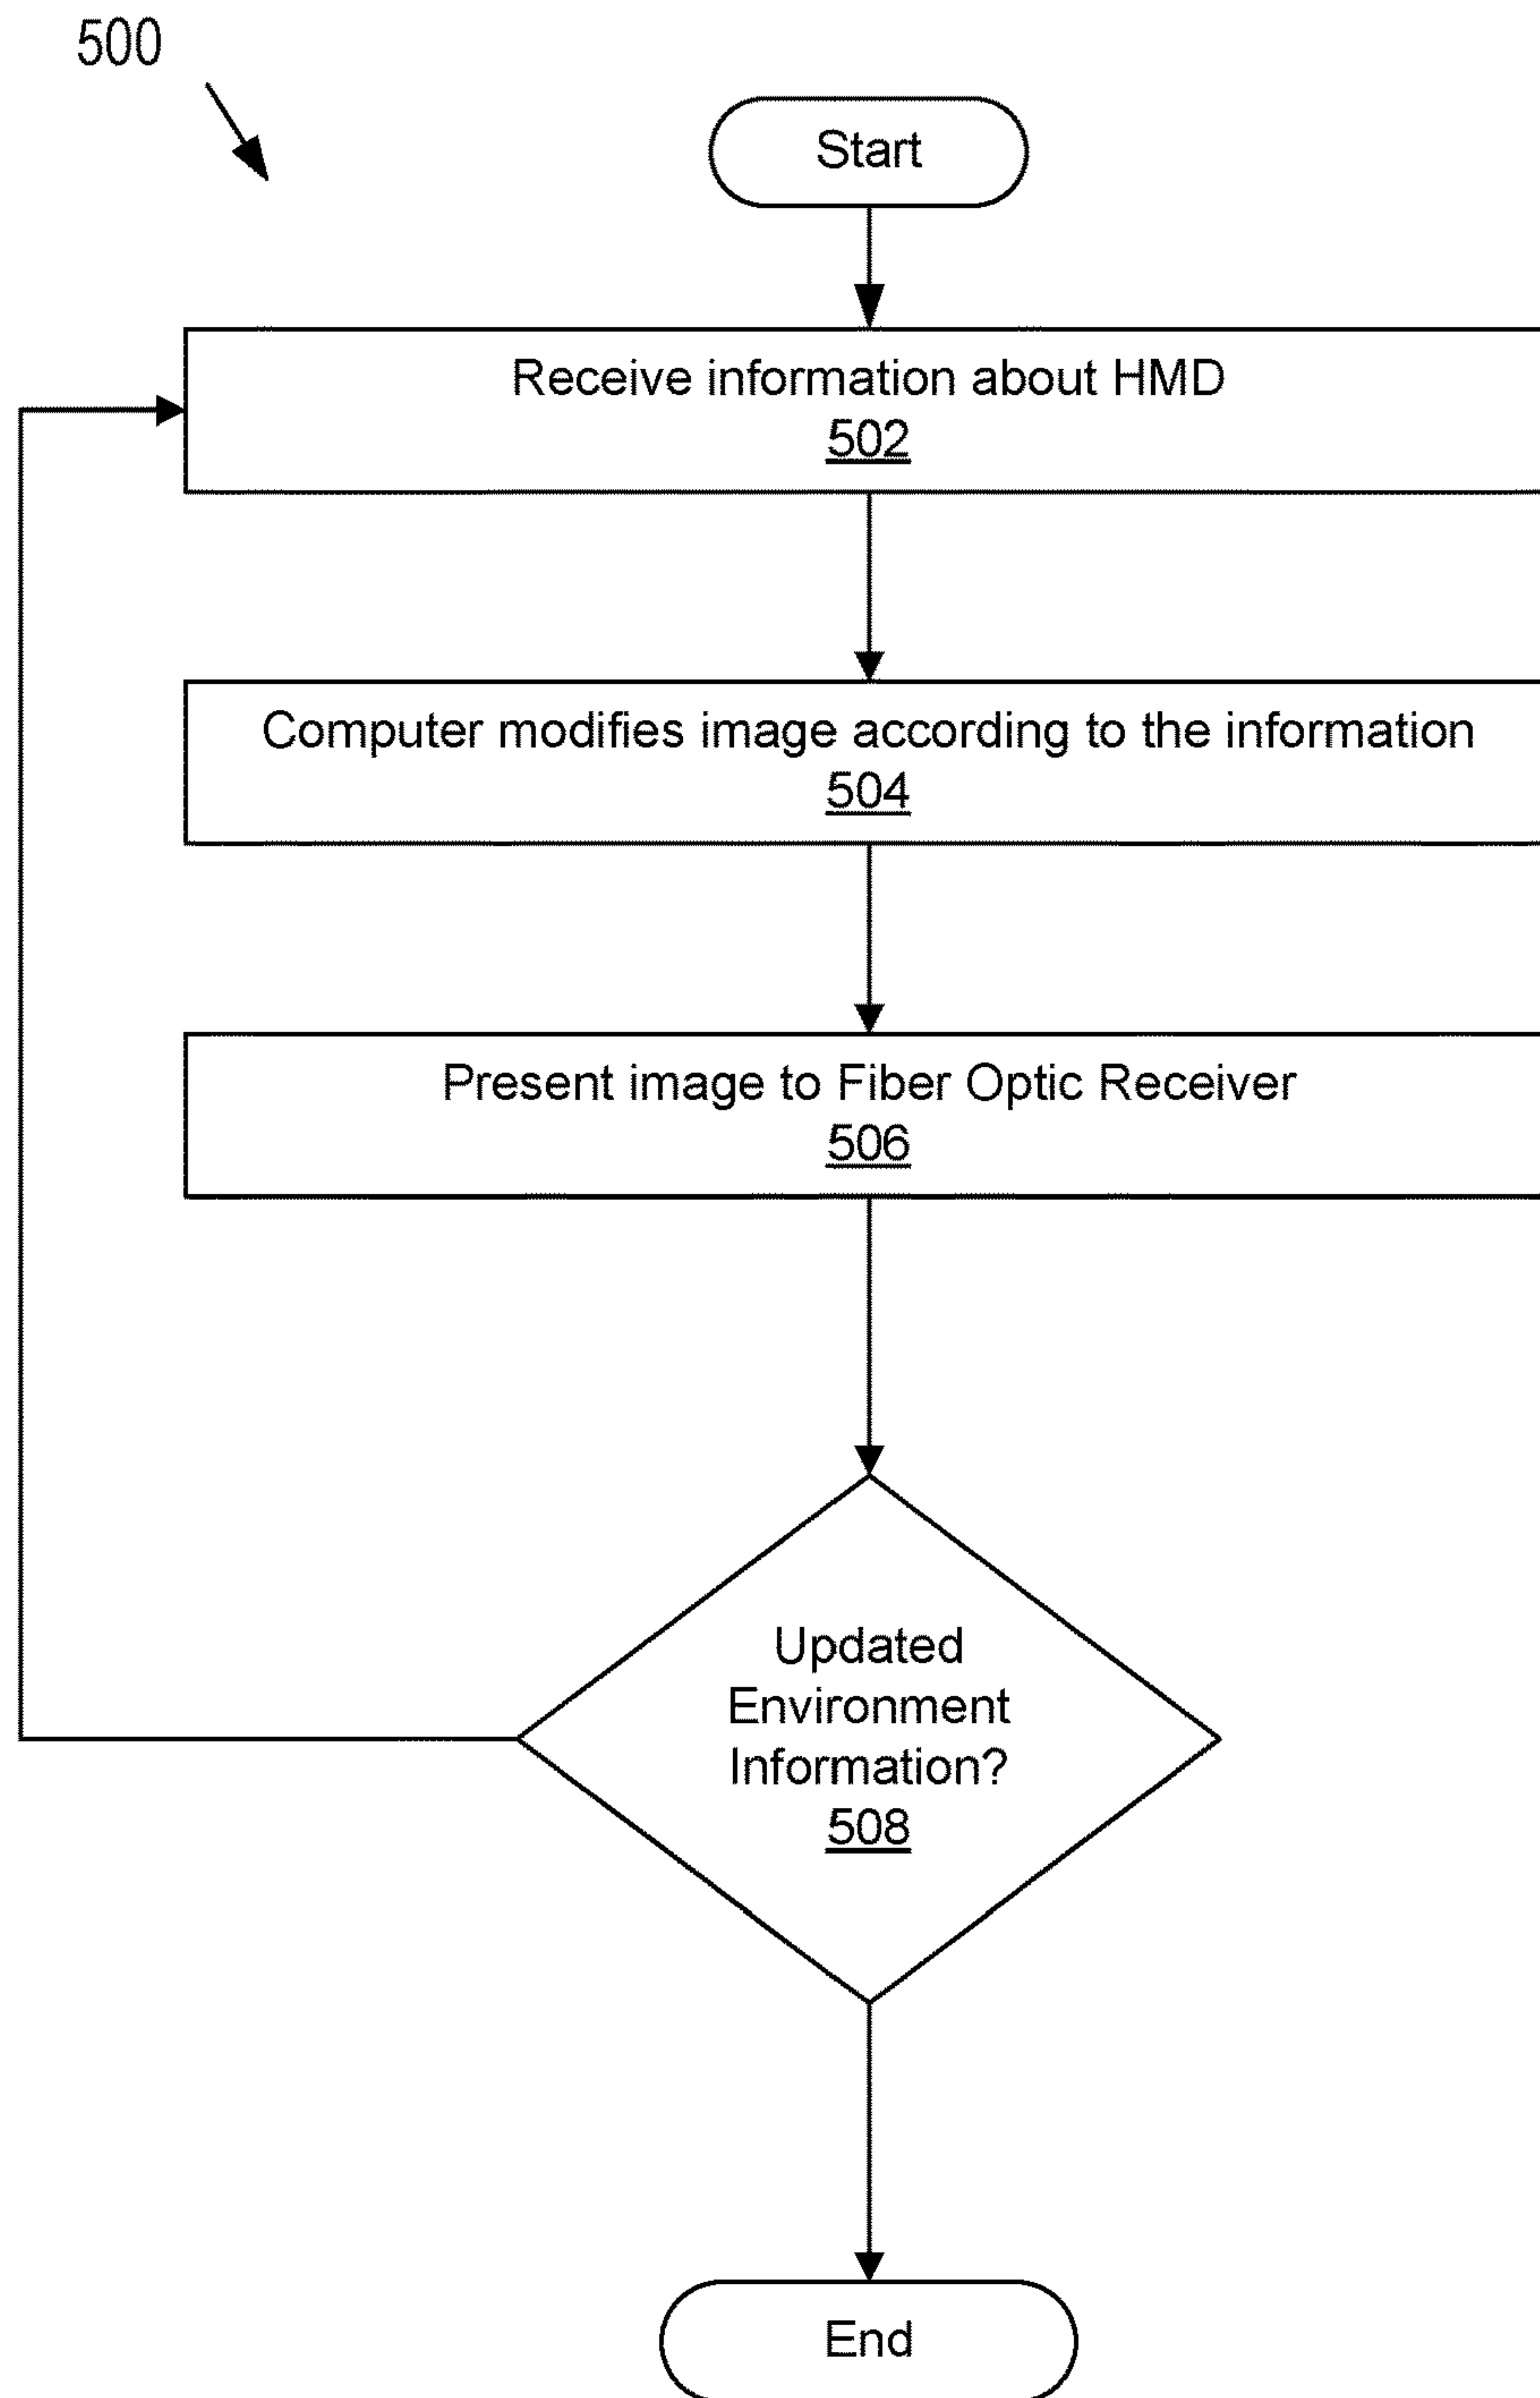 500
Start
Receive information about HMD
502
Computer modifies image according to the information
504
Present image to Fiber Optic Receiver
506
Updated
Environment
Information?
508
End